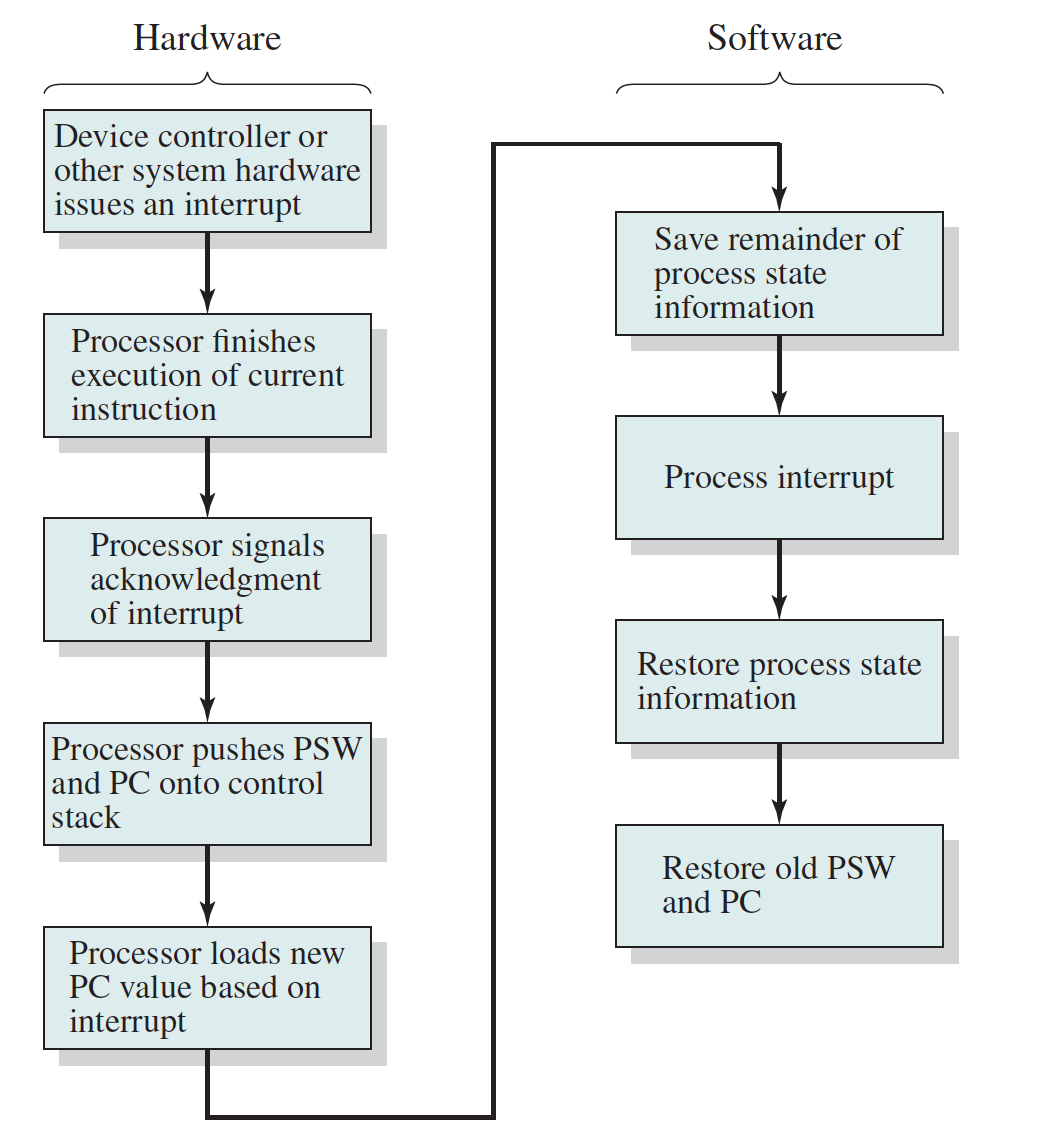 Hardware
Device controller or
other system hardware
issues an interrupt
Processor finishes
execution of current
instruction
Processor signals
acknowledgment
of interrupt
Processor pushes PSW
and PC onto control
stack
Processor loads new
PC value based on
interrupt
Software
Save remainder of
process state
information
Process interrupt
Restore process state
information
Restore old PSW
and PC